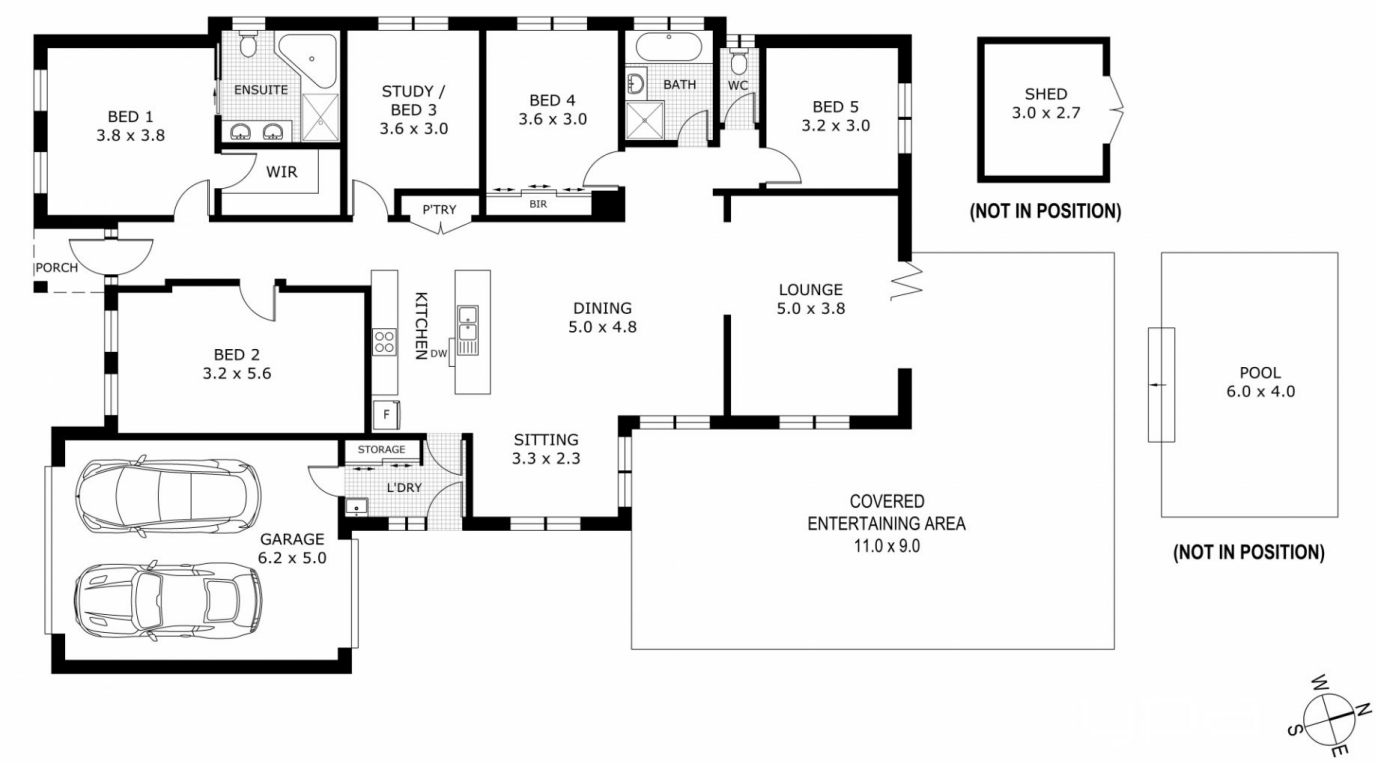 BED 1
3.8 x 3.8
ENSUITE
WIR
STUDY /
BED 3
3.6 x 3.0
P'TRY
BED 4
3.6 x 3.0
BIR
BATH
WC
BED 5
3.2 x 3.0
SHED
3.0 x 2.7
(NOT IN POSITION)
PORCH
BED 2
3.2 x 5.6
KITCHEN
DW
F
DINING
5.0 x 4.8
LOUNGE
5.0 x 3.8
POOL
6.0 x 4.0
(NOT IN POSITION)
SITTING
3.3 x 2.3
STORAGE
L'DRY
GARAGE
6.2 x 5.0
COVERED
ENTERTAINING AREA
11.0 x 9.0
W
N
S
E